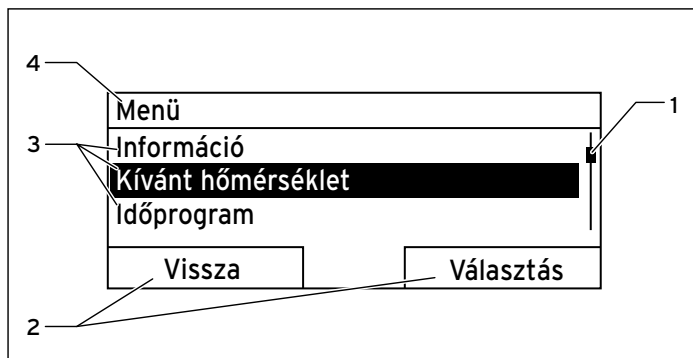 4
Menü
1
3
Információ
Kívánt hőmérséklet
Időprogram
Vissza
Választás
2